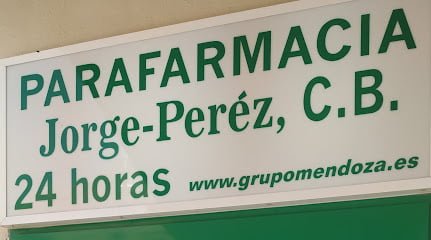 PARAFARMACIA
Jorge-Peréz, C.B.
24 horas www.grupomendoza.es